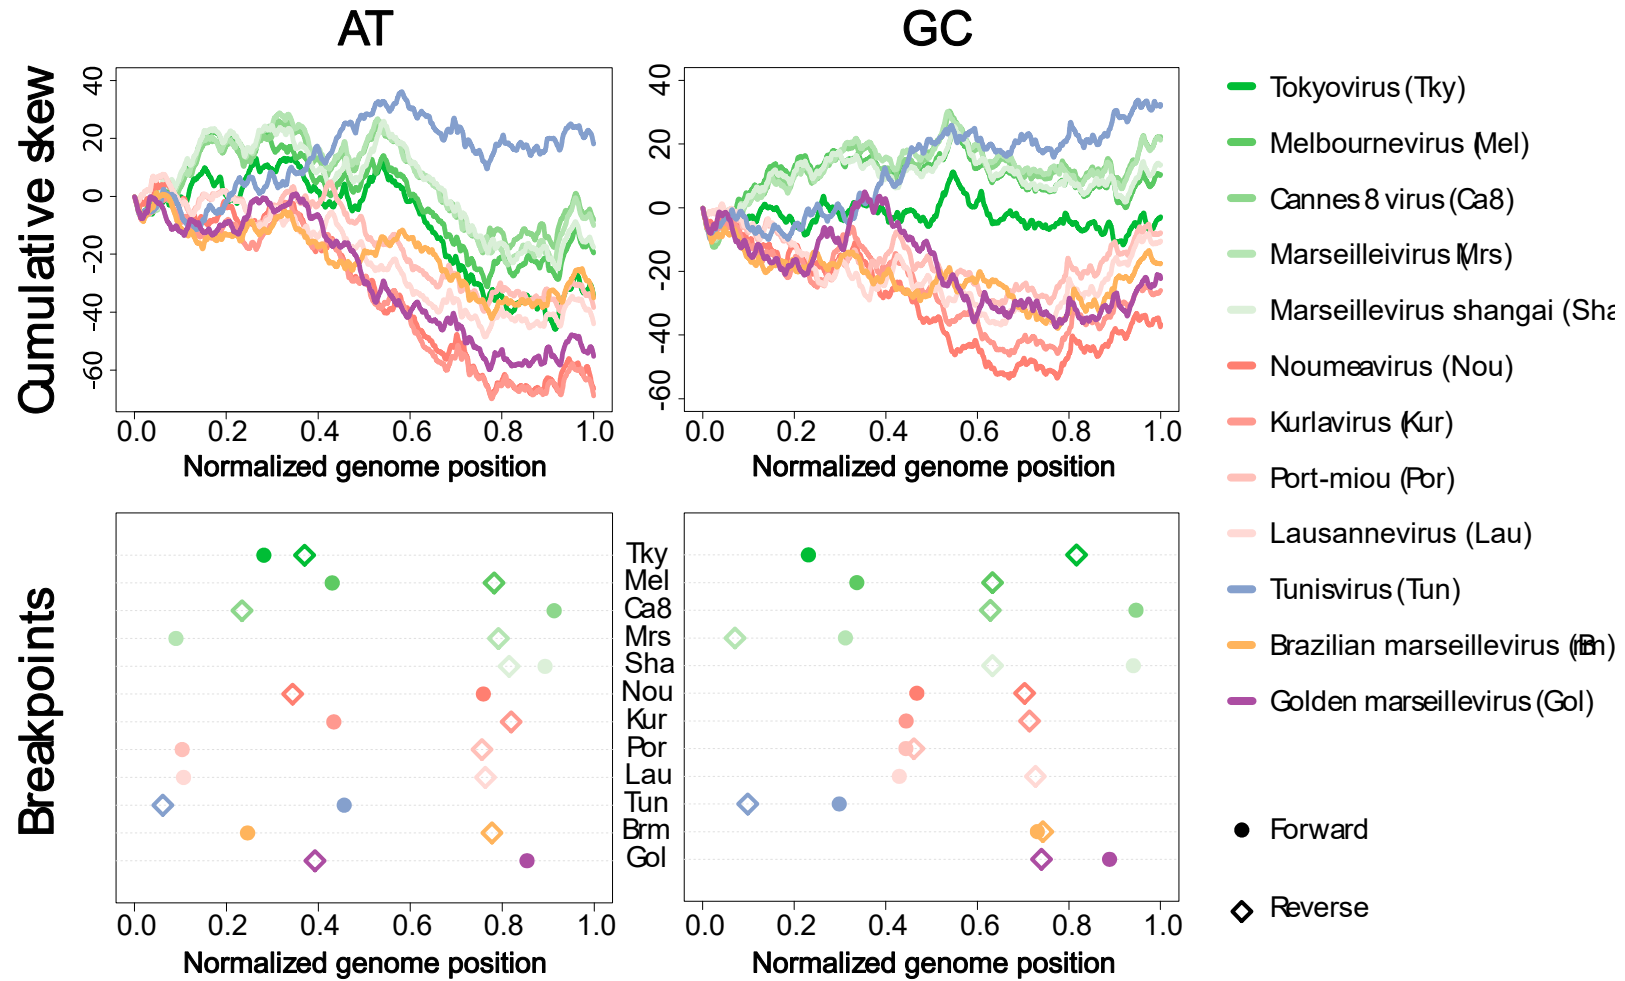 AT
GC
Cumulative skew
40
20
0
-20
-40
-60
0.0 0.2 0.4 0.6 0.8 1.0
Normalized genome position
40
20
0
-20
-40
-60
0.0 0.2 0.4 0.6 0.8 1.0
Normalized genome position
Tokyovirus (Tky)
Melbournevirus (Mel)
Cannes 8 virus (Ca8)
Marseilleivirus (Mrs)
Marseillevirus shangai (Sha
Noumeavirus (Nou)
Kurlavirus (Kur)
Port-miou (Por)
Lausannevirus (Lau)
Tunisvirus (Tun)
Brazilian marseillevirus (Brm)
Golden marseillevirus (Gol)
Forward
Reverse
Breakpoints
Tky
Mel
Ca8
Mrs
Sha
Nou
Kur
Por
Lau
Tun
Brm
Gol
0.0 0.2 0.4 0.6 0.8 1.0
Normalized genome position
0.0 0.2 0.4 0.6 0.8 1.0
Normalized genome position